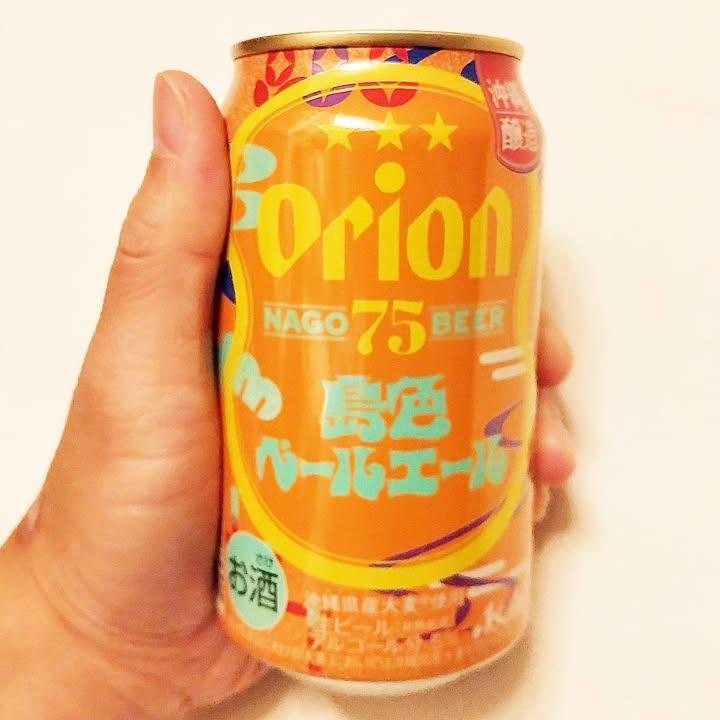 沖縄
醸造
Orion
NAGO 75 BEER
島色
ペールエール
お酒
沖縄県産大麦
生ビール
アルコール分